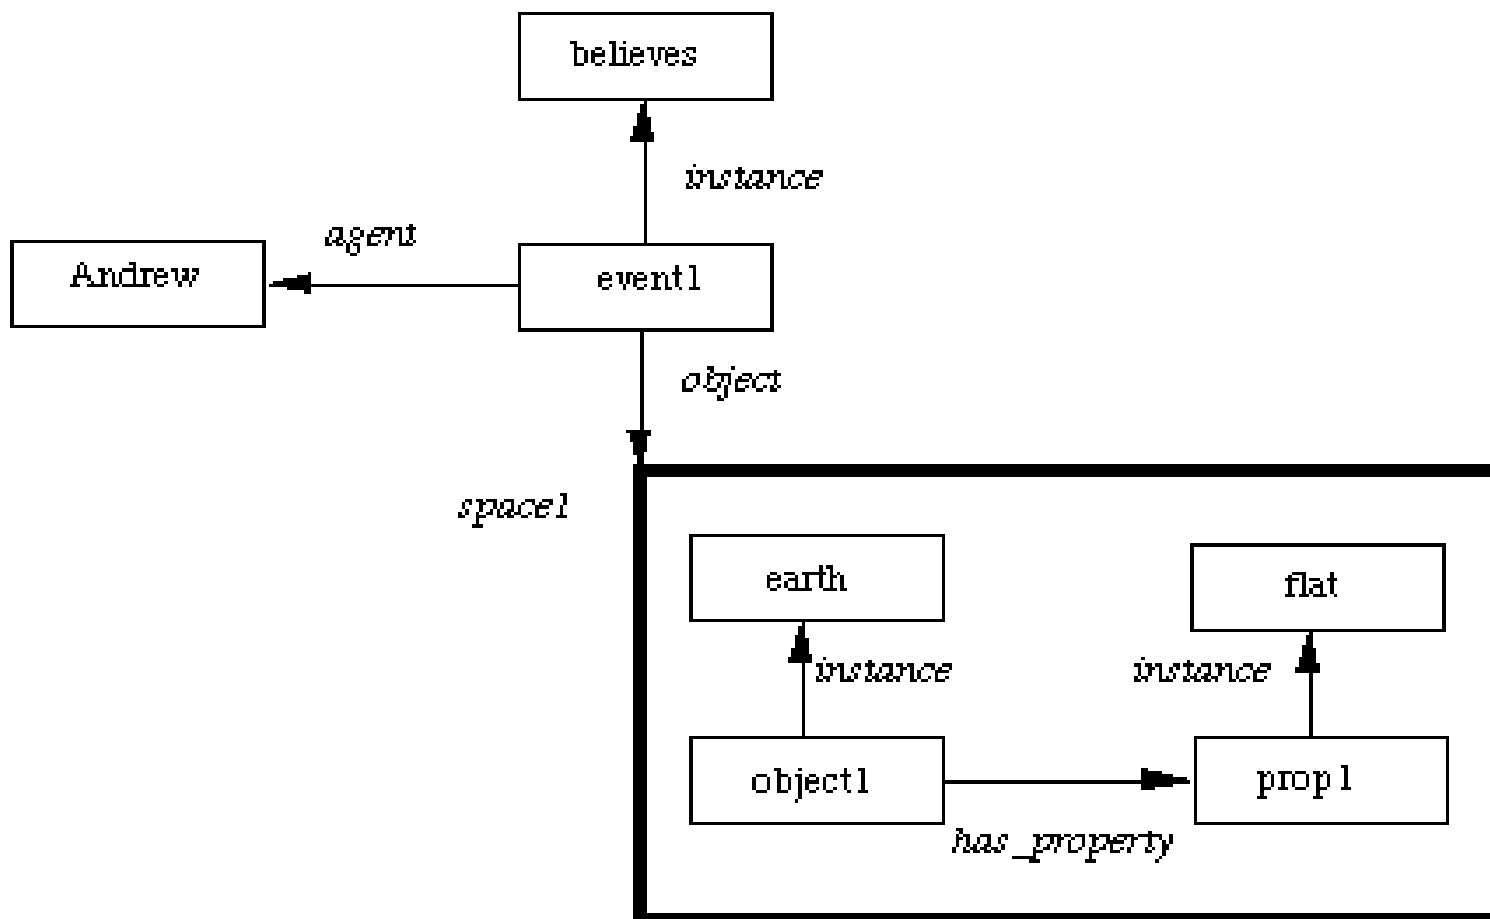 believes
instance
agent
Andrew
event1
object
space1
earth
flat
instance
instance
object1
prop1
has_property